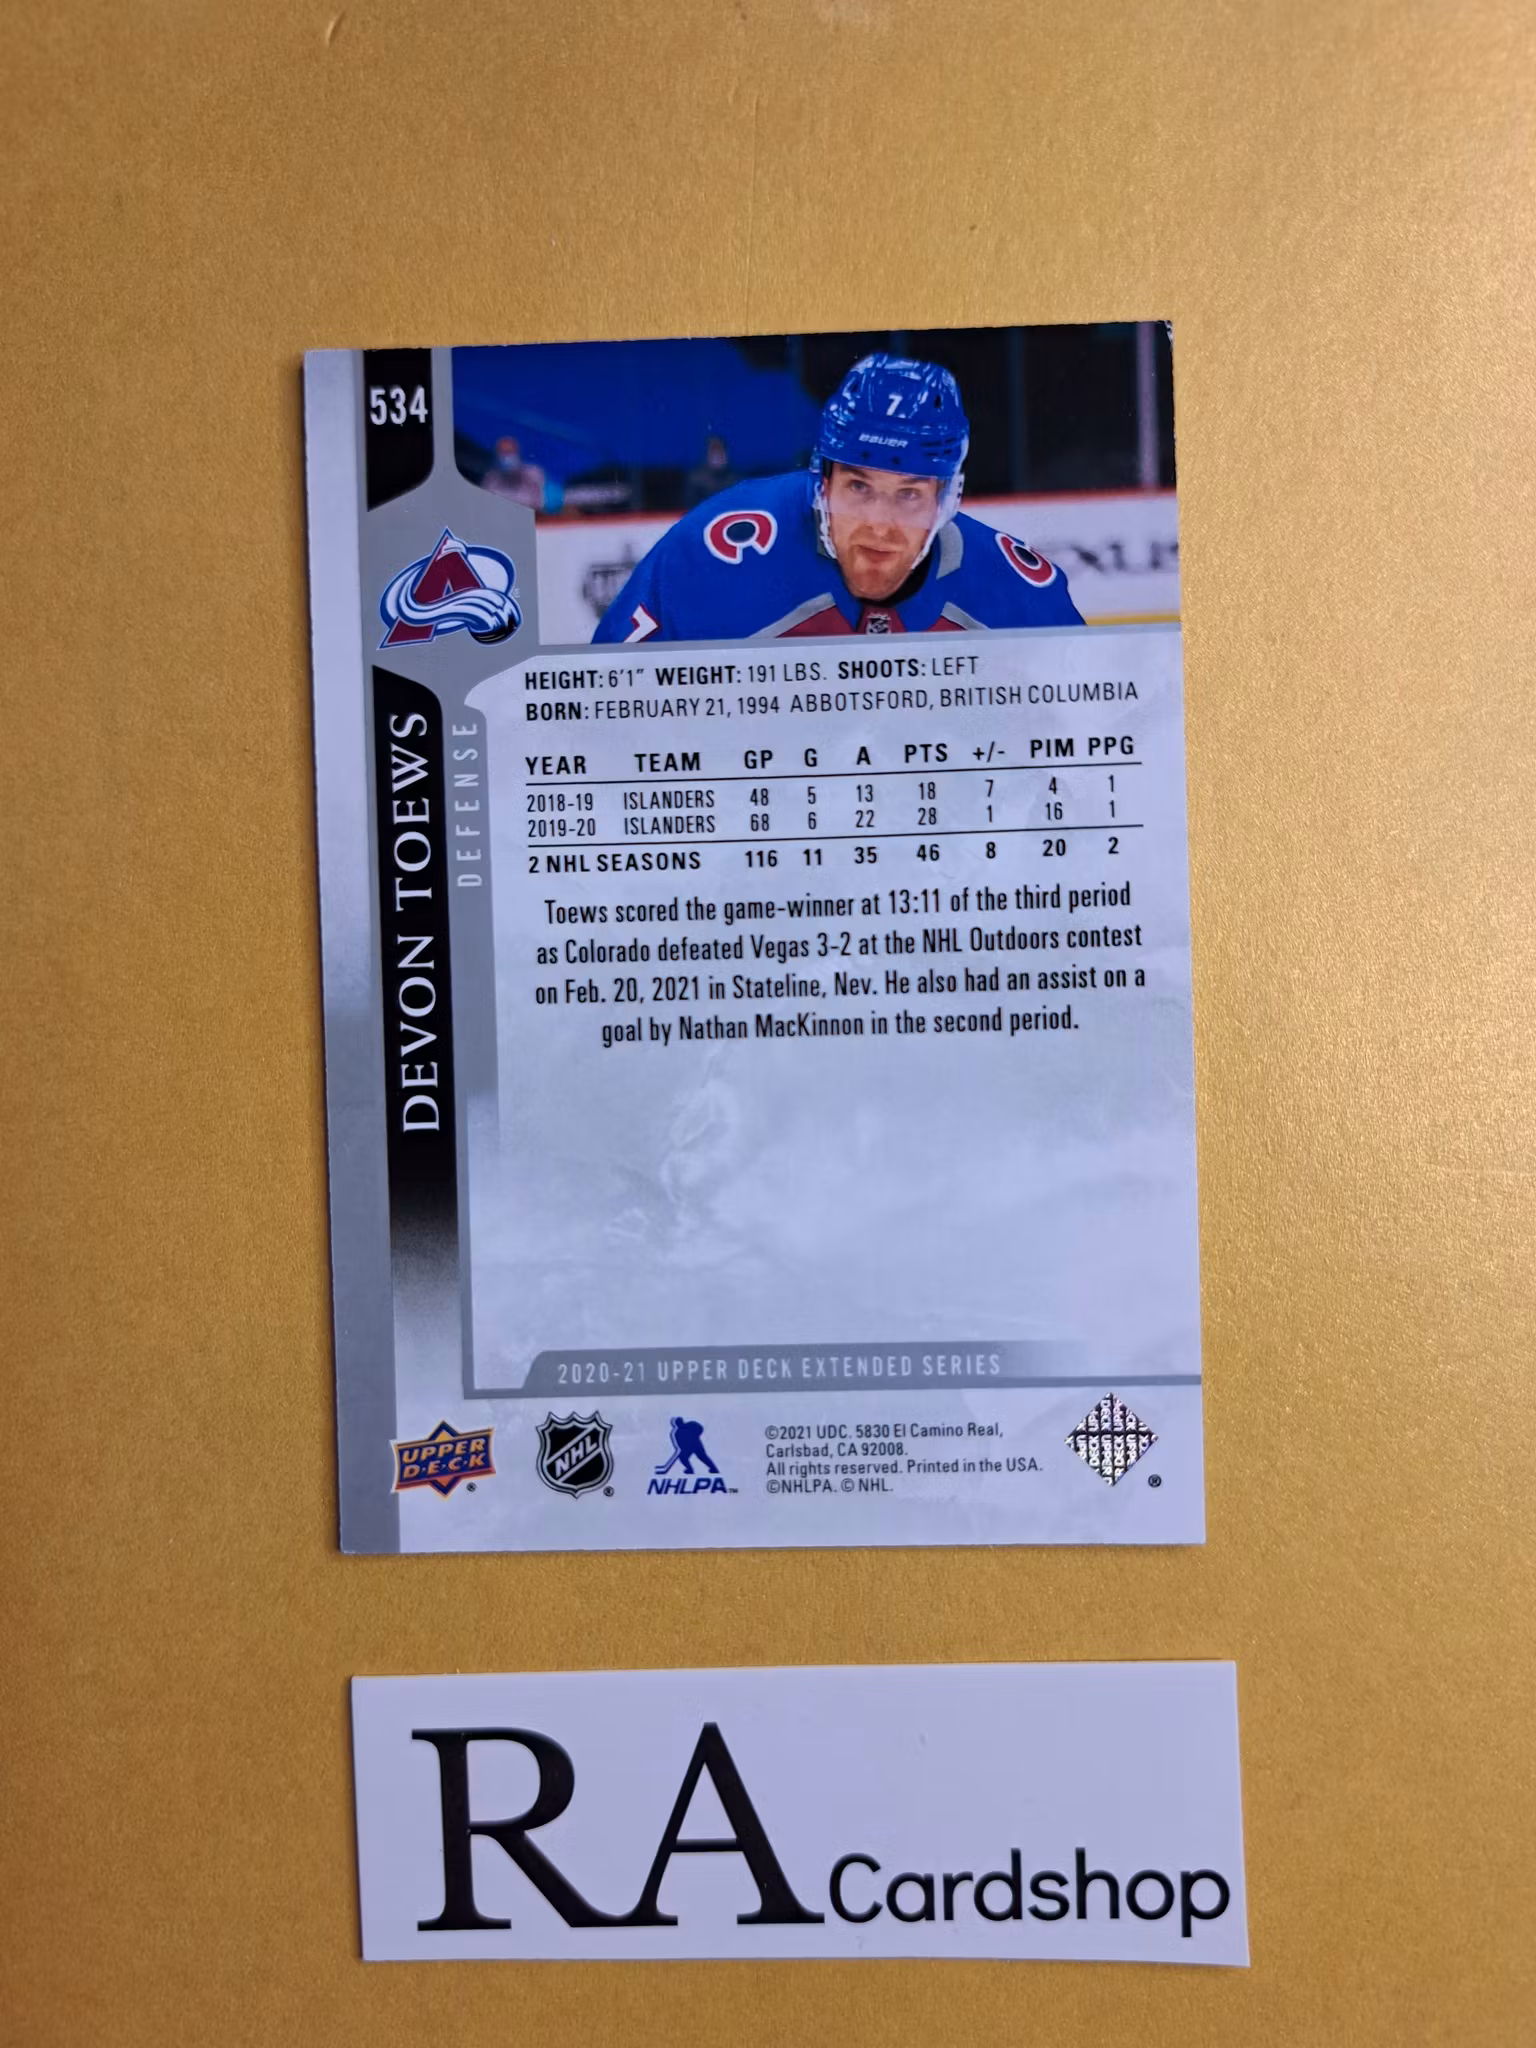 534
7
BAUER
7
HEIGHT: 6'1" WEIGHT: 191 LBS. SHOOTS: LEFT
BORN: FEBRUARY 21, 1994 ABBOTSFORD, BRITISH COLUMBIA
DEVON TOEWS
DEFENSE
YEAR TEAM GP G A PTS +/- PIM PPG
2018-19 ISLANDERS 48 5 13 18 7 4 1
2019-20 ISLANDERS 68 6 22 28 1 16 1
2 NHL SEASONS 116 11 35 46 8 20 2
Toews scored the game-winner at 13:11 of the third period
as Colorado defeated Vegas 3-2 at the NHL Outdoors contest
on Feb. 20, 2021 in Stateline, Nev. He also had an assist on a
goal by Nathan MacKinnon in the second period.
2020-21 UPPER DECK EXTENDED SERIES
UPPER
D·E·C·K ®
NHL ®
NHLPA™
©2021 UDC. 5830 El Camino Real,
Carlsbad, CA 92008.
All rights reserved. Printed in the USA.
©NHLPA. © NHL.
®
RA Cardshop